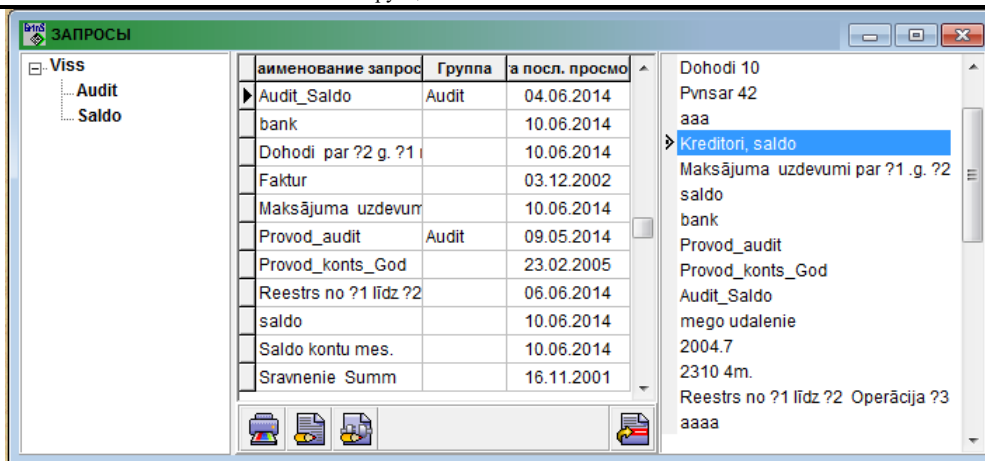 ЗАПРОСЫ
Viss
Audit
Saldo
аименование запрос Группа та посл. просмо
Audit_Saldo Audit 04.06.2014
bank 10.06.2014
Dohodi par ?2 g. ?1 10.06.2014
Faktur 03.12.2002
Maksājuma uzdevum 10.06.2014
Provod_audit Audit 09.05.2014
Provod_konts_God 23.02.2005
Reestrs no ?1 līdz ?2 06.06.2014
saldo 10.06.2014
Saldo kontu mes. 10.06.2014
Sravnenie Summ 16.11.2001
Dohodi 10
Pvnsar 42
aaa
Kreditori, saldo
Maksājuma uzdevumi par ?1 .g. ?2
saldo
bank
Provod_audit
Provod_konts_God
Audit_Saldo
mego udalenie
2004.7
2310 4m.
Reestrs no ?1 līdz ?2 Operācija ?3
aaaa